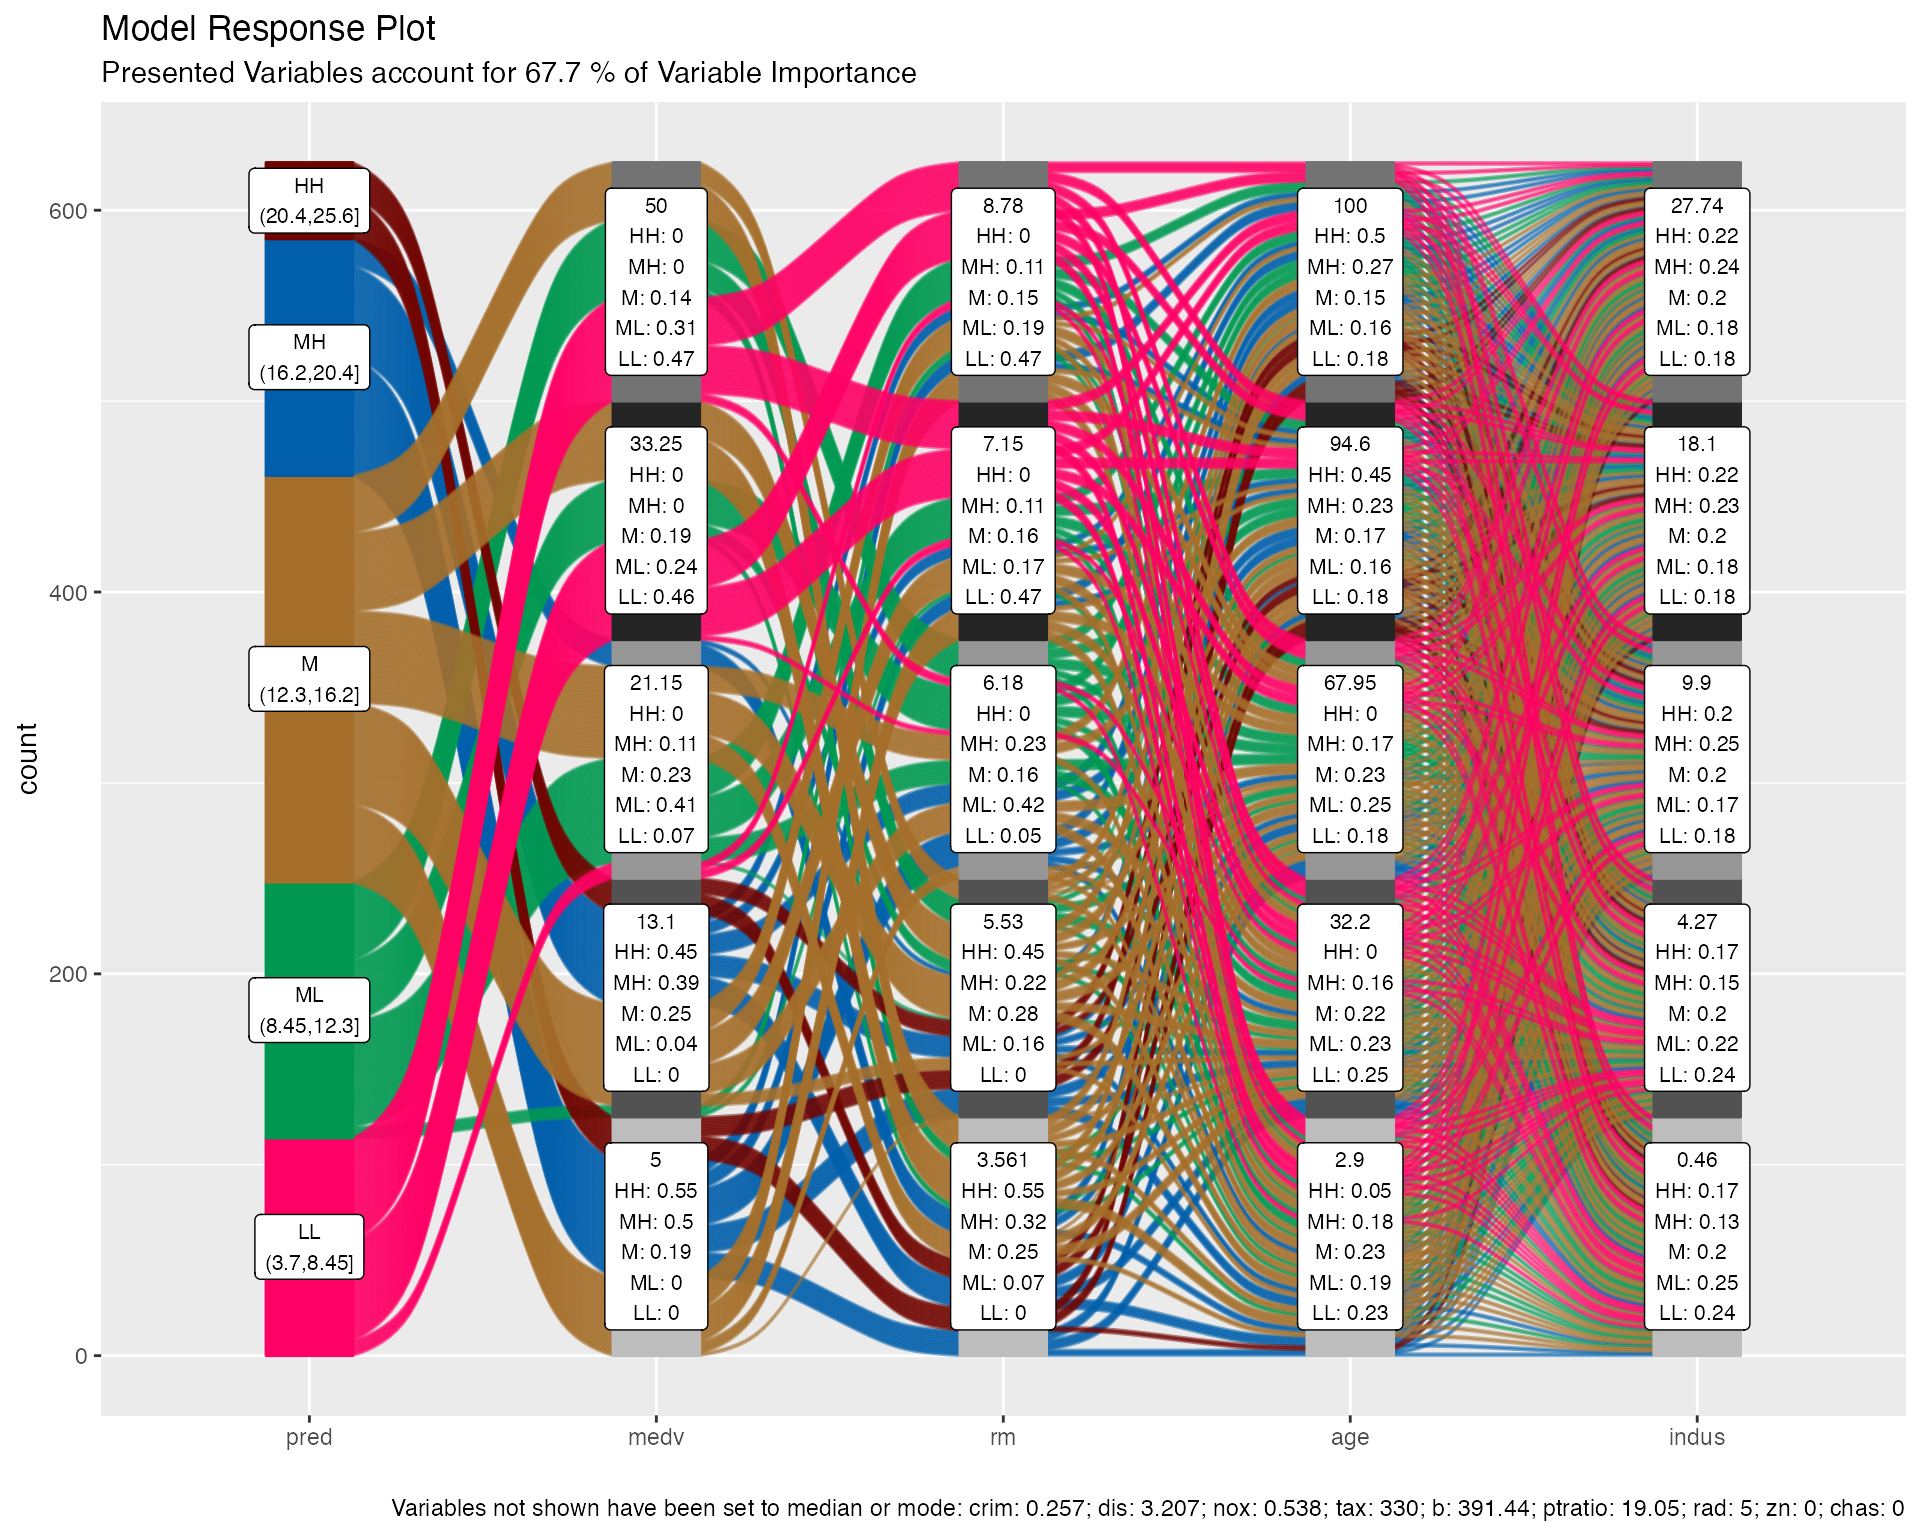 Model Response Plot
Presented Variables account for 67.7 % of Variable Importance
count
600
400
200
0
HH
(20.4,25.6]
MH
(16.2,20.4]
M
(12.3,16.2]
ML
(8.45,12.3]
LL
(3.7,8.45]
50
HH: 0
MH: 0
M: 0.14
ML: 0.31
LL: 0.47
33.25
HH: 0
MH: 0
M: 0.19
ML: 0.24
LL: 0.46
21.15
HH: 0
MH: 0.11
M: 0.23
ML: 0.41
LL: 0.07
13.1
HH: 0.45
MH: 0.39
M: 0.25
ML: 0.04
LL: 0
5
HH: 0.55
MH: 0.5
M: 0.19
ML: 0
LL: 0
8.78
HH: 0
MH: 0.11
M: 0.15
ML: 0.19
LL: 0.47
7.15
HH: 0
MH: 0.11
M: 0.16
ML: 0.17
LL: 0.47
6.18
HH: 0
MH: 0.23
M: 0.16
ML: 0.42
LL: 0.05
5.53
HH: 0.45
MH: 0.22
M: 0.28
ML: 0.16
LL: 0
3.561
HH: 0.55
MH: 0.32
M: 0.25
ML: 0.07
LL: 0
100
HH: 0.5
MH: 0.27
M: 0.15
ML: 0.16
LL: 0.18
94.6
HH: 0.45
MH: 0.23
M: 0.17
ML: 0.16
LL: 0.18
67.95
HH: 0
MH: 0.17
M: 0.23
ML: 0.25
LL: 0.18
32.2
HH: 0
MH: 0.16
M: 0.22
ML: 0.23
LL: 0.25
2.9
HH: 0.05
MH: 0.18
M: 0.23
ML: 0.19
LL: 0.23
27.74
HH: 0.22
MH: 0.24
M: 0.2
ML: 0.18
LL: 0.18
18.1
HH: 0.22
MH: 0.23
M: 0.2
ML: 0.18
LL: 0.18
9.9
HH: 0.2
MH: 0.25
M: 0.2
ML: 0.17
LL: 0.18
4.27
HH: 0.17
MH: 0.15
M: 0.2
ML: 0.22
LL: 0.24
0.46
HH: 0.17
MH: 0.13
M: 0.2
ML: 0.25
LL: 0.24
pred
medv
rm
age
indus
Variables not shown have been set to median or mode: crim: 0.257; dis: 3.207; nox: 0.538; tax: 330; b: 391.44; ptratio: 19.05; rad: 5; zn: 0; chas: 0